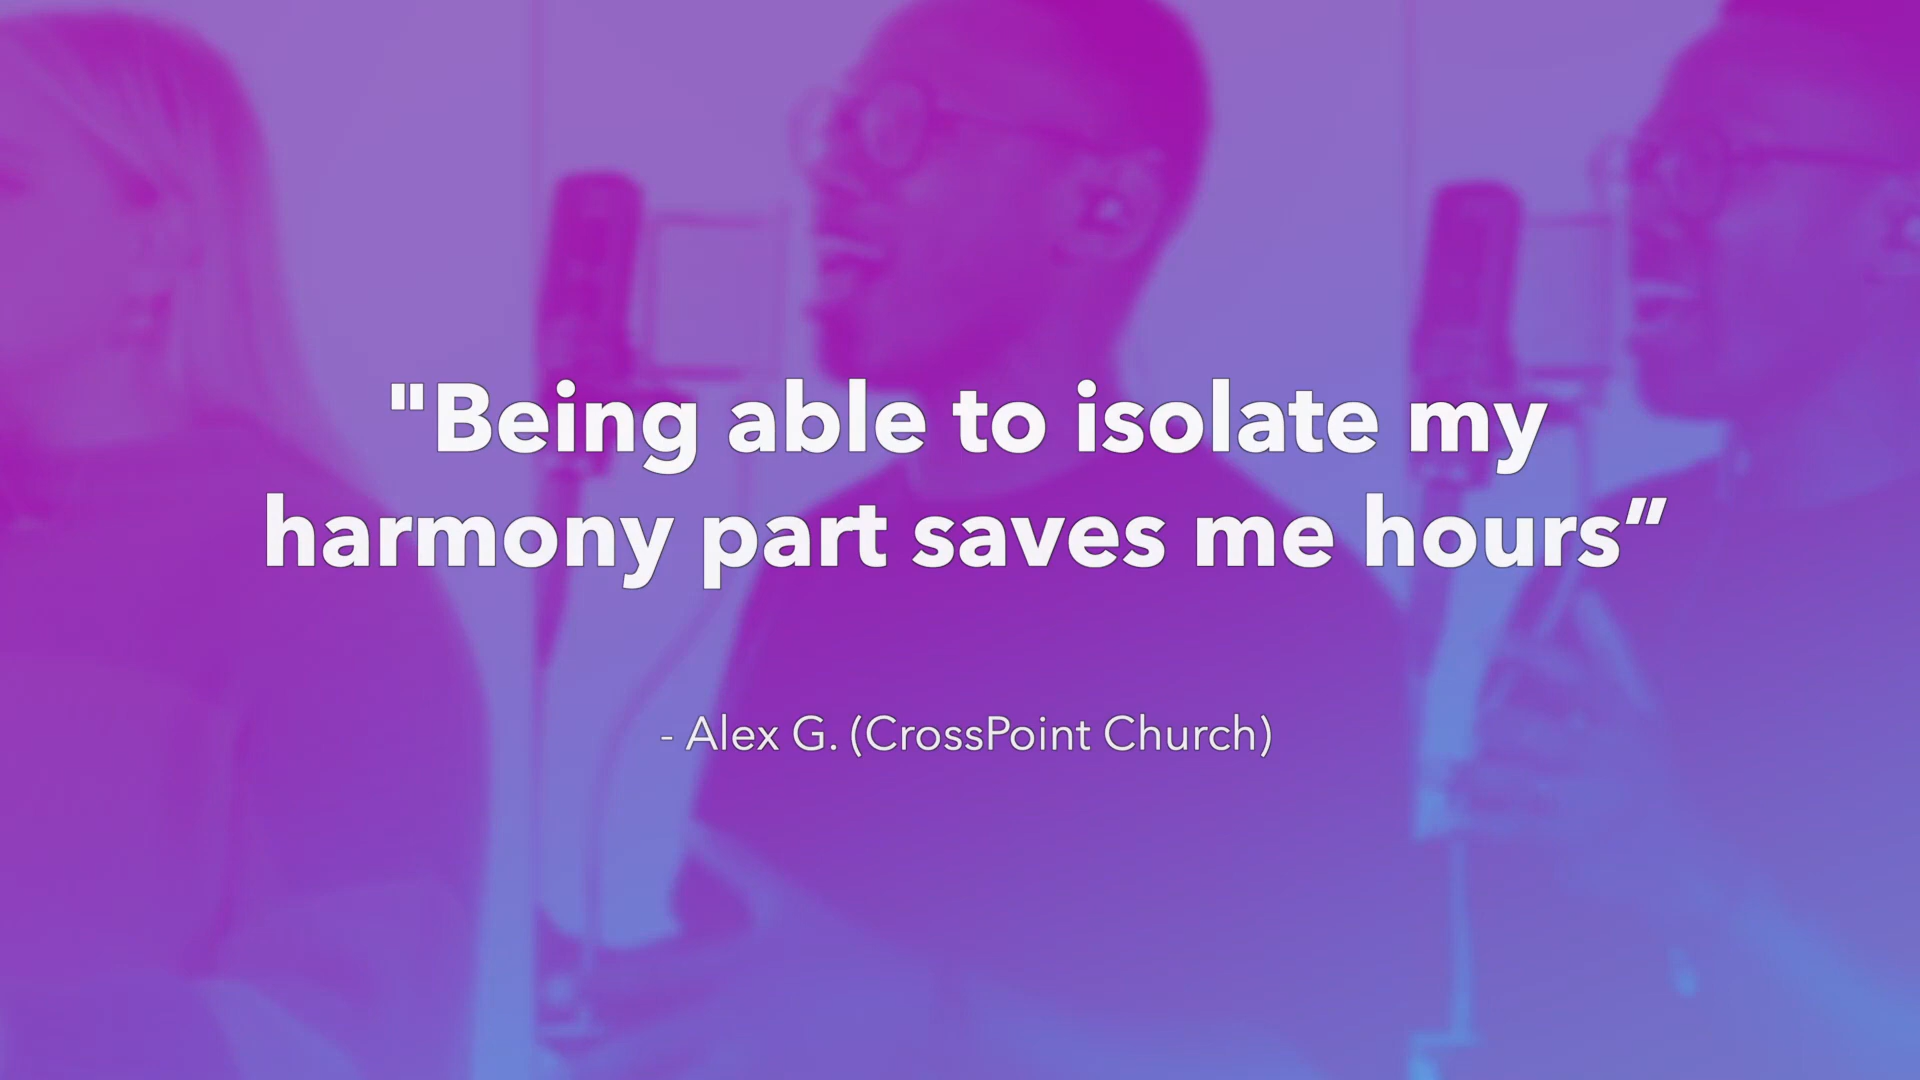 "Being able to isolate my
harmony part saves me hours”
- Alex G. (CrossPoint Church)